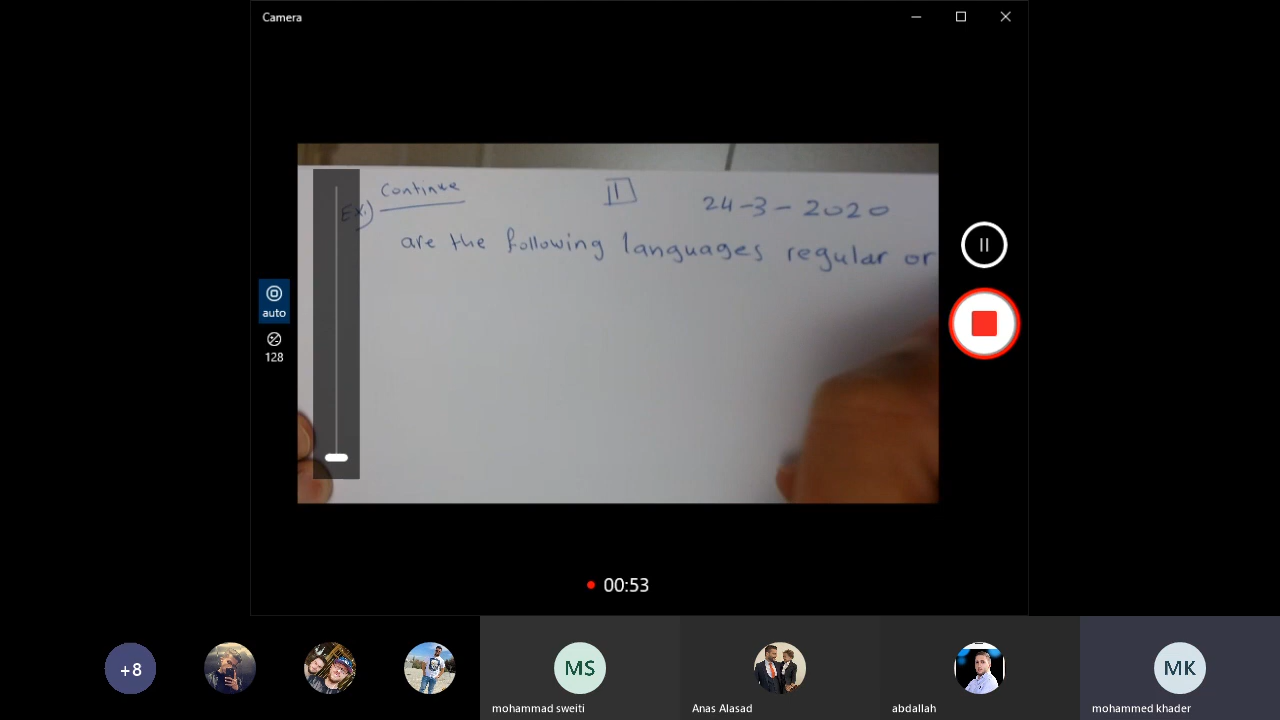 Camera
Continue
11
24-3-2020
Ex.)
are the following languages regular or
auto
128
00:53
+8
MS
MK
mohammad sweiti
Anas Alasad
abdallah
mohammed khader